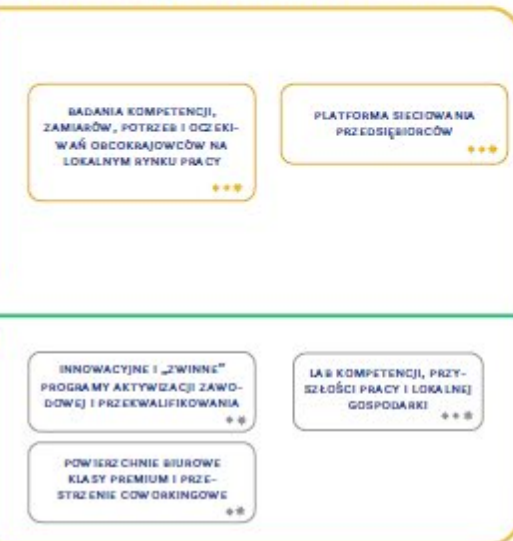 BADANIA KOMPETENCJI,
ZAMIARÓW, POTRZEB I OCZEKI-
WAŃ OBCOKRAJOWCÓW NA
LOKALNYM RYNKU PRACY
PLATFORMA SIECIOWANIA
PRZEDSIĘBIORCÓW
INNOWACYJNE I „ZWINNE”
PROGRAMY AKTYWIZACJI ZAWO-
DOWEJ I PRZEKWALIFIKOWANIA
LAB KOMPETENCJI, PRZY-
SZŁOŚCI PRACY I LOKALNEJ
GOSPODARKI
POWIERZCHNIE BIUROWE
KLASY PREMIUM I PRZE-
STRZENIE COWORKINGOWE